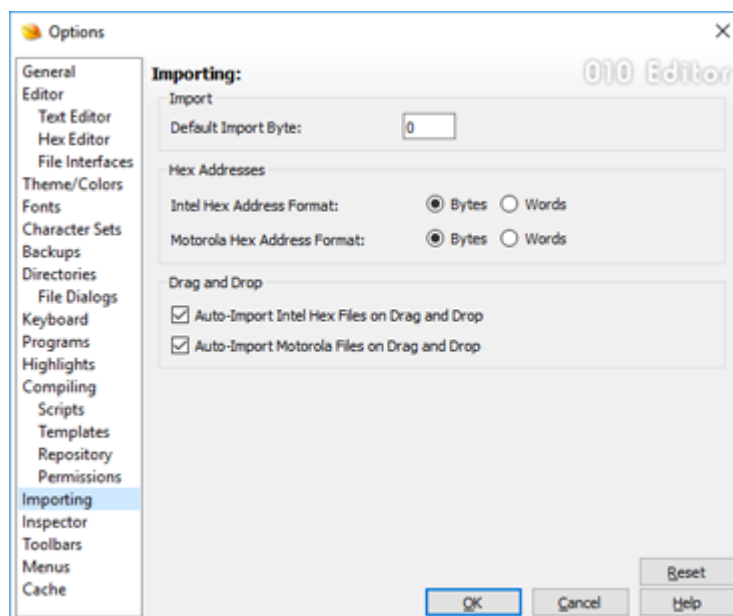 Options
General
Editor
Text Editor
Hex Editor
File Interfaces
Theme/Colors
Fonts
Character Sets
Backups
Directories
File Dialogs
Keyboard
Programs
Highlights
Compiling
Scripts
Templates
Repository
Permissions
Importing
Inspector
Toolbars
Menus
Cache
Importing:
010 Editor
Import
Default Import Byte: 0
Hex Addresses
Intel Hex Address Format: Bytes Words
Motorola Hex Address Format: Bytes Words
Drag and Drop
Auto-Import Intel Hex Files on Drag and Drop
Auto-Import Motorola Files on Drag and Drop
Reset
OK Cancel Help